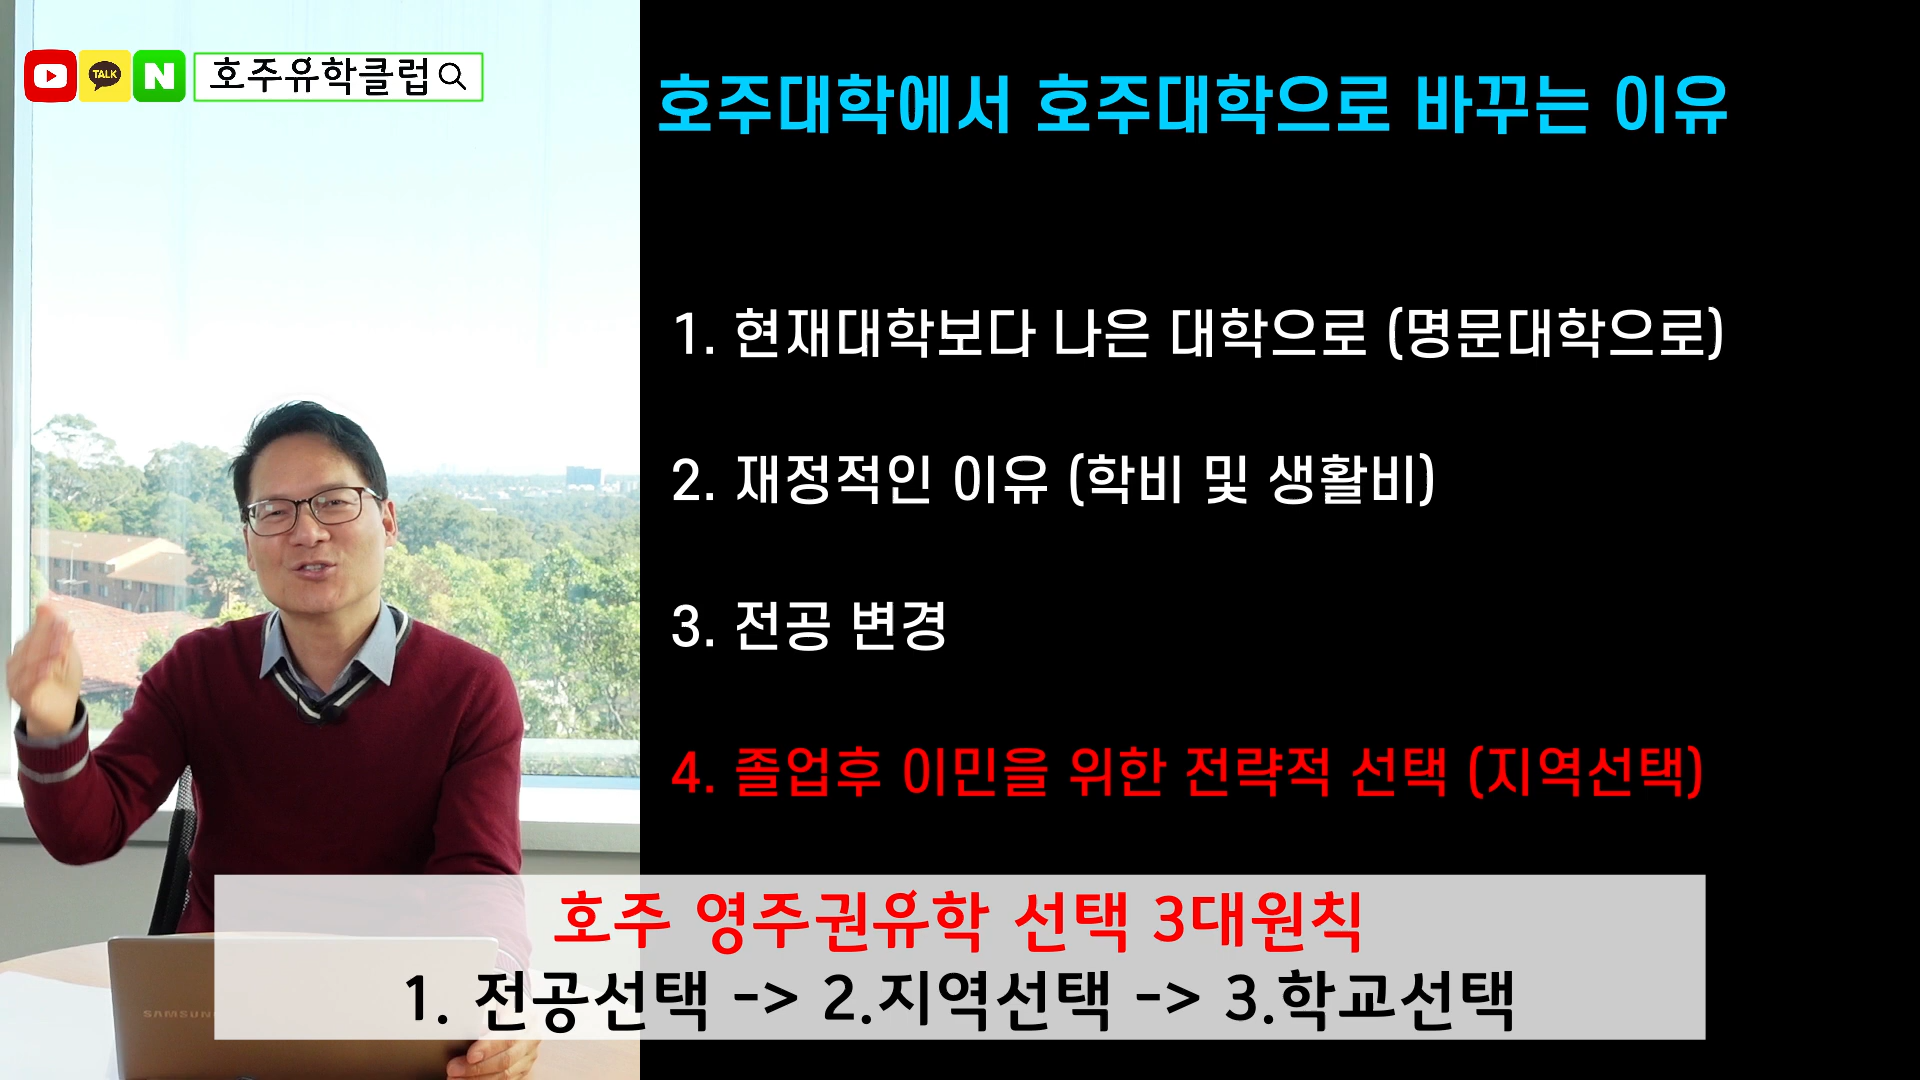 TALK
N
호주유학클럽
호주대학에서 호주대학으로 바꾸는 이유
1. 현재대학보다 나은 대학으로 (명문대학으로)
2. 재정적인 이유 (학비 및 생활비)
3. 전공 변경
4. 졸업후 이민을 위한 전략적 선택 (지역선택)
호주 영주권유학 선택 3대원칙
1. 전공선택 -> 2.지역선택 -> 3.학교선택
SAMSUNG